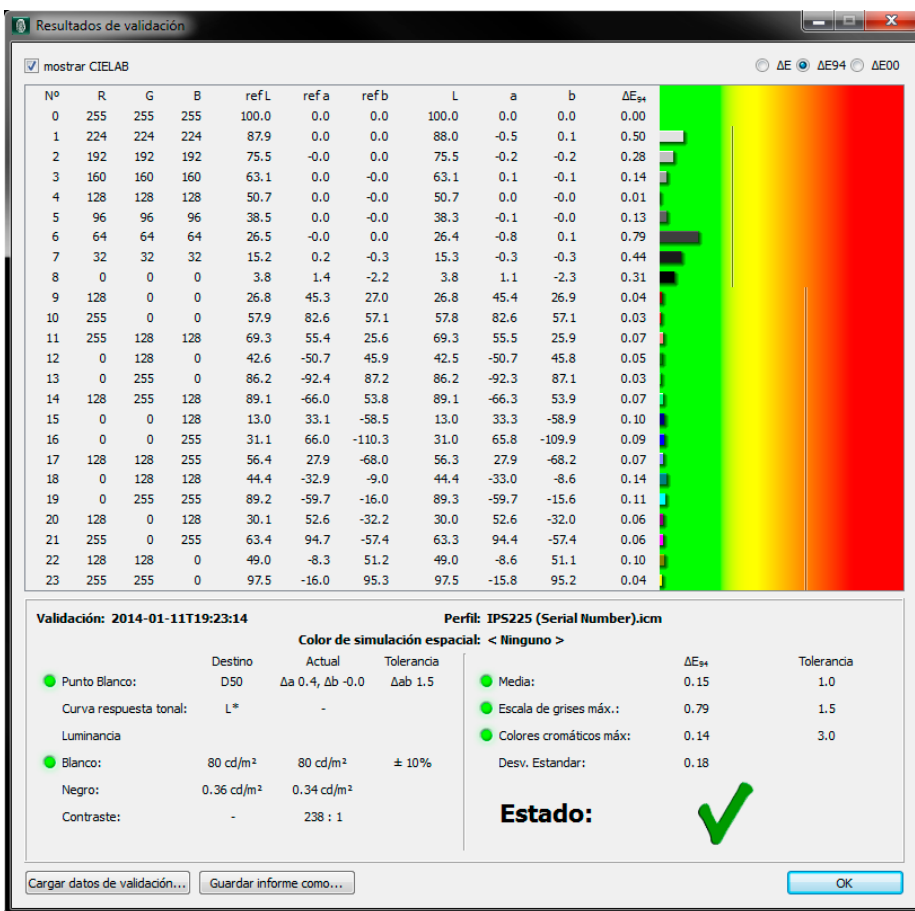 Resultados de validación
mostrar CIELAB ΔE ΔE94 ΔE00
Nº R G B ref L ref a ref b L a b ΔE94
0 255 255 255 100.0 0.0 0.0 100.0 0.0 0.0 0.00
1 224 224 224 87.9 0.0 0.0 88.0 -0.5 0.1 0.50
2 192 192 192 75.5 -0.0 0.0 75.5 -0.2 -0.2 0.28
3 160 160 160 63.1 0.0 -0.0 63.1 0.1 -0.1 0.14
4 128 128 128 50.7 0.0 -0.0 50.7 0.0 -0.0 0.01
5 96 96 96 38.5 0.0 -0.0 38.3 -0.1 -0.0 0.13
6 64 64 64 26.5 -0.0 0.0 26.4 -0.8 0.1 0.79
7 32 32 32 15.2 0.2 -0.3 15.3 -0.3 -0.3 0.44
8 0 0 0 3.8 1.4 -2.2 3.8 1.1 -2.3 0.31
9 128 0 0 26.8 45.3 27.0 26.8 45.4 26.9 0.04
10 255 0 0 57.9 82.6 57.1 57.8 82.6 57.1 0.03
11 255 128 128 69.3 55.4 25.6 69.3 55.5 25.9 0.07
12 0 128 0 42.6 -50.7 45.9 42.5 -50.7 45.8 0.05
13 0 255 0 86.2 -92.4 87.2 86.2 -92.3 87.1 0.03
14 128 255 128 89.1 -66.0 53.8 89.1 -66.3 53.9 0.07
15 0 0 128 13.0 33.1 -58.5 13.0 33.3 -58.9 0.10
16 0 0 255 31.1 66.0 -110.3 31.0 65.8 -109.9 0.09
17 128 128 255 56.4 27.9 -68.0 56.3 27.9 -68.2 0.07
18 0 128 128 44.4 -32.9 -9.0 44.4 -33.0 -8.6 0.14
19 0 255 255 89.2 -59.7 -16.0 89.3 -59.7 -15.6 0.11
20 128 0 128 30.1 52.6 -32.2 30.0 52.6 -32.0 0.06
21 255 0 255 63.4 94.7 -57.4 63.3 94.4 -57.4 0.06
22 128 128 0 49.0 -8.3 51.2 49.0 -8.6 51.1 0.10
23 255 255 0 97.5 -16.0 95.3 97.5 -15.8 95.2 0.04
Validación: 2014-01-11T19:23:14 Perfil: IPS225 (Serial Number).icm
Color de simulación espacial: < Ninguno >
Destino Actual Tolerancia
Punto Blanco: D50 Δa 0.4, Δb -0.0 Δab 1.5
Curva respuesta tonal: L* -
Luminancia
Blanco: 80 cd/m² 80 cd/m² ± 10%
Negro: 0.36 cd/m² 0.34 cd/m²
Contraste: - 238 : 1
ΔE94 Tolerancia
Media: 0.15 1.0
Escala de grises máx.: 0.79 1.5
Colores cromáticos máx: 0.14 3.0
Desv. Estandar: 0.18
Estado:
Cargar datos de validación... Guardar informe como... OK